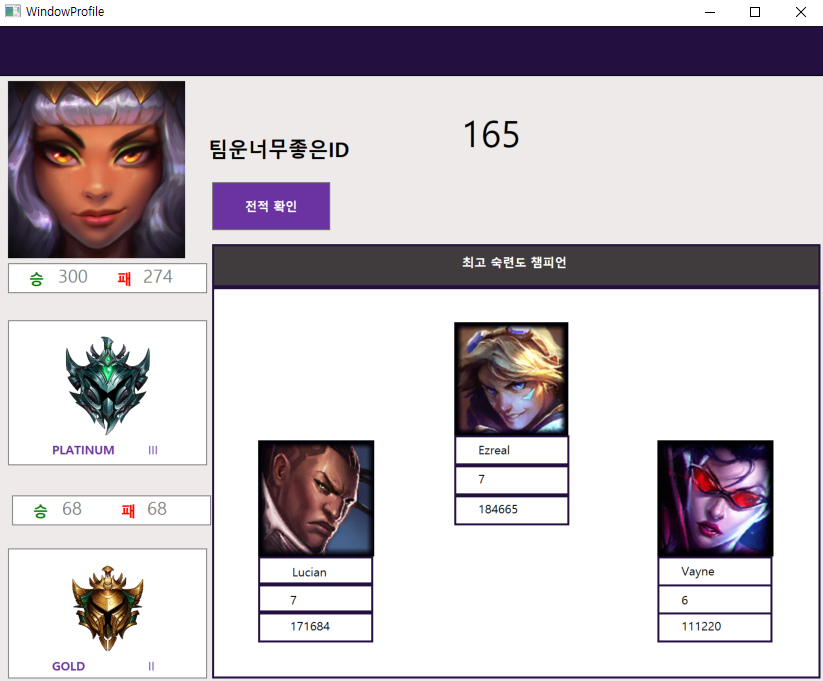 WindowProfile
팀운너무좋은ID
165
전적 확인
승 300 패 274
PLATINUM III
승 68 패 68
GOLD II
최고 숙련도 챔피언
Ezreal
7
184665
Lucian
7
171684
Vayne
6
111220